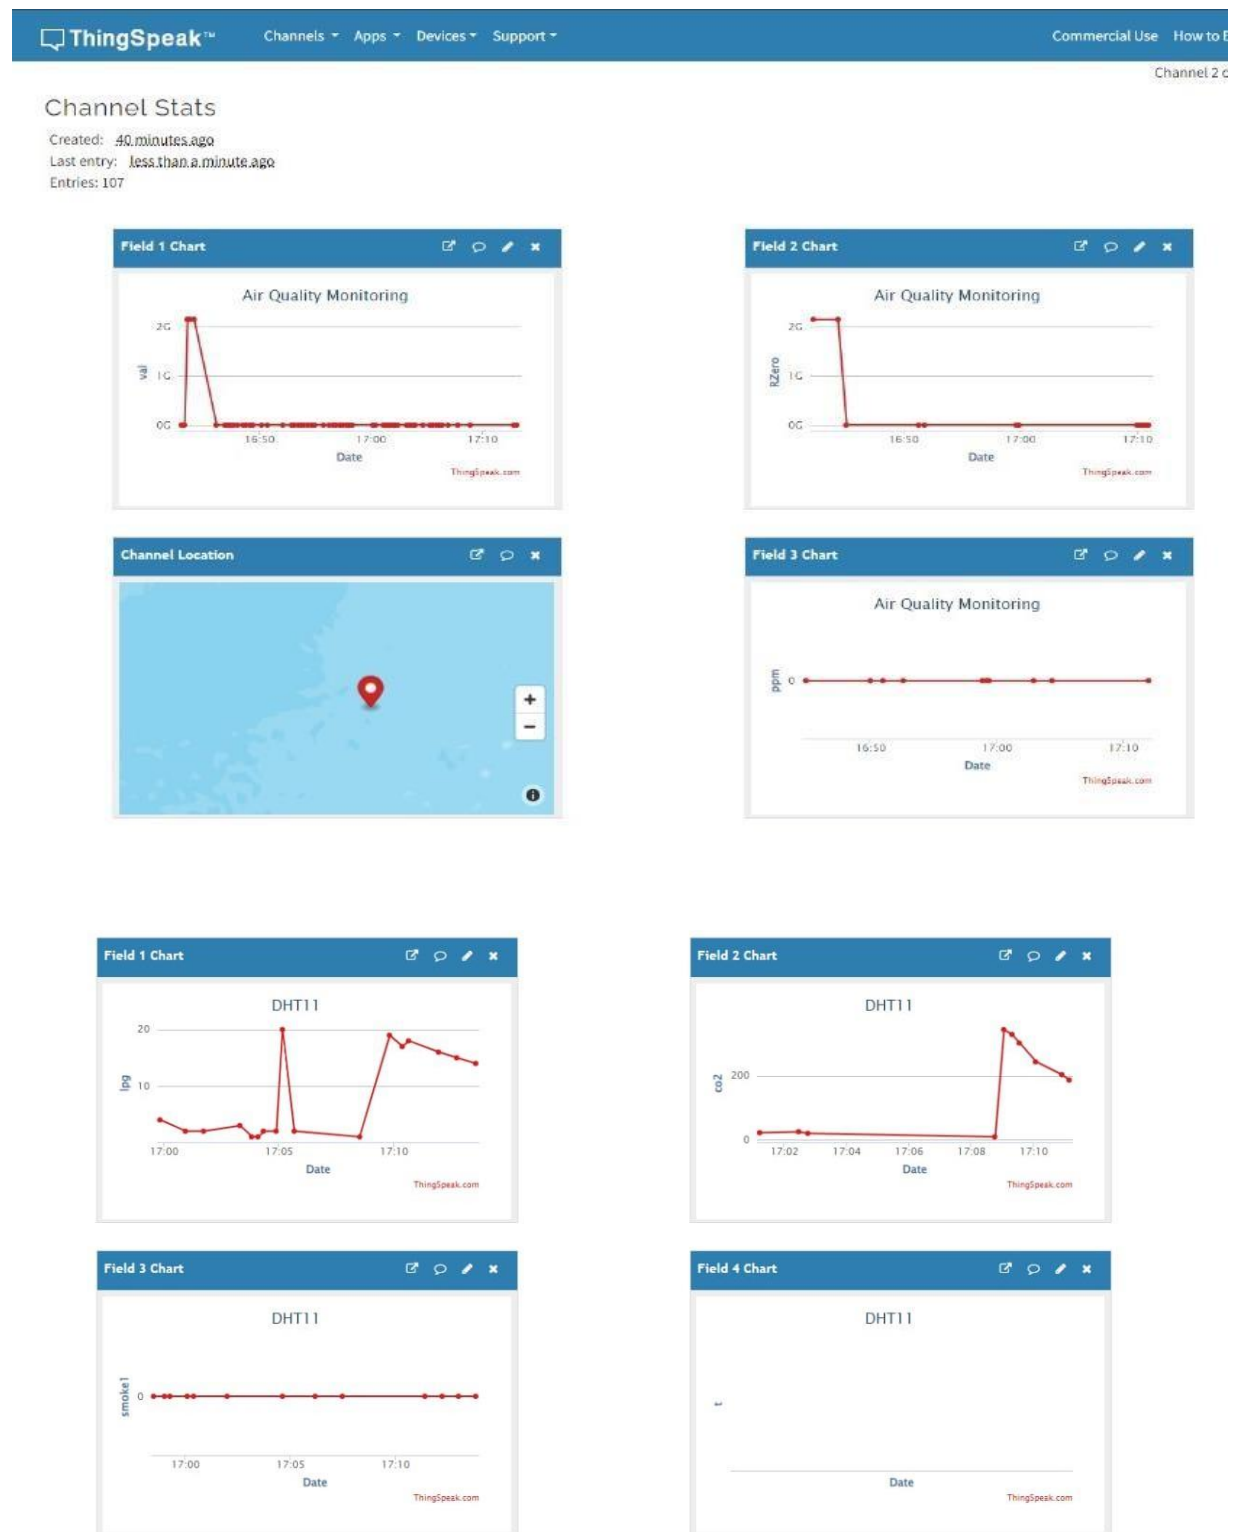 ThingSpeak™ Channels Apps Devices Support Commercial Use How to
Channel 2
Channel Stats
Created: 40 minutes ago
Last entry: less than a minute ago
Entries: 107
Field 1 Chart
Air Quality Monitoring
val
2G
1G
0G
16:50 17:00 17:10
Date
ThingSpeak.com
Field 2 Chart
Air Quality Monitoring
RZero
2G
1G
0G
16:50 17:00 17:10
Date
ThingSpeak.com
Channel Location
+
−
Field 3 Chart
Air Quality Monitoring
ppm
0
16:50 17:00 17:10
Date
ThingSpeak.com
Field 1 Chart
DHT11
lpg
20
10
17:00 17:05 17:10
Date
ThingSpeak.com
Field 2 Chart
DHT11
co2
200
0
17:02 17:04 17:06 17:08 17:10
Date
ThingSpeak.com
Field 3 Chart
DHT11
smoke1
0
17:00 17:05 17:10
Date
ThingSpeak.com
Field 4 Chart
DHT11
t
Date
ThingSpeak.com